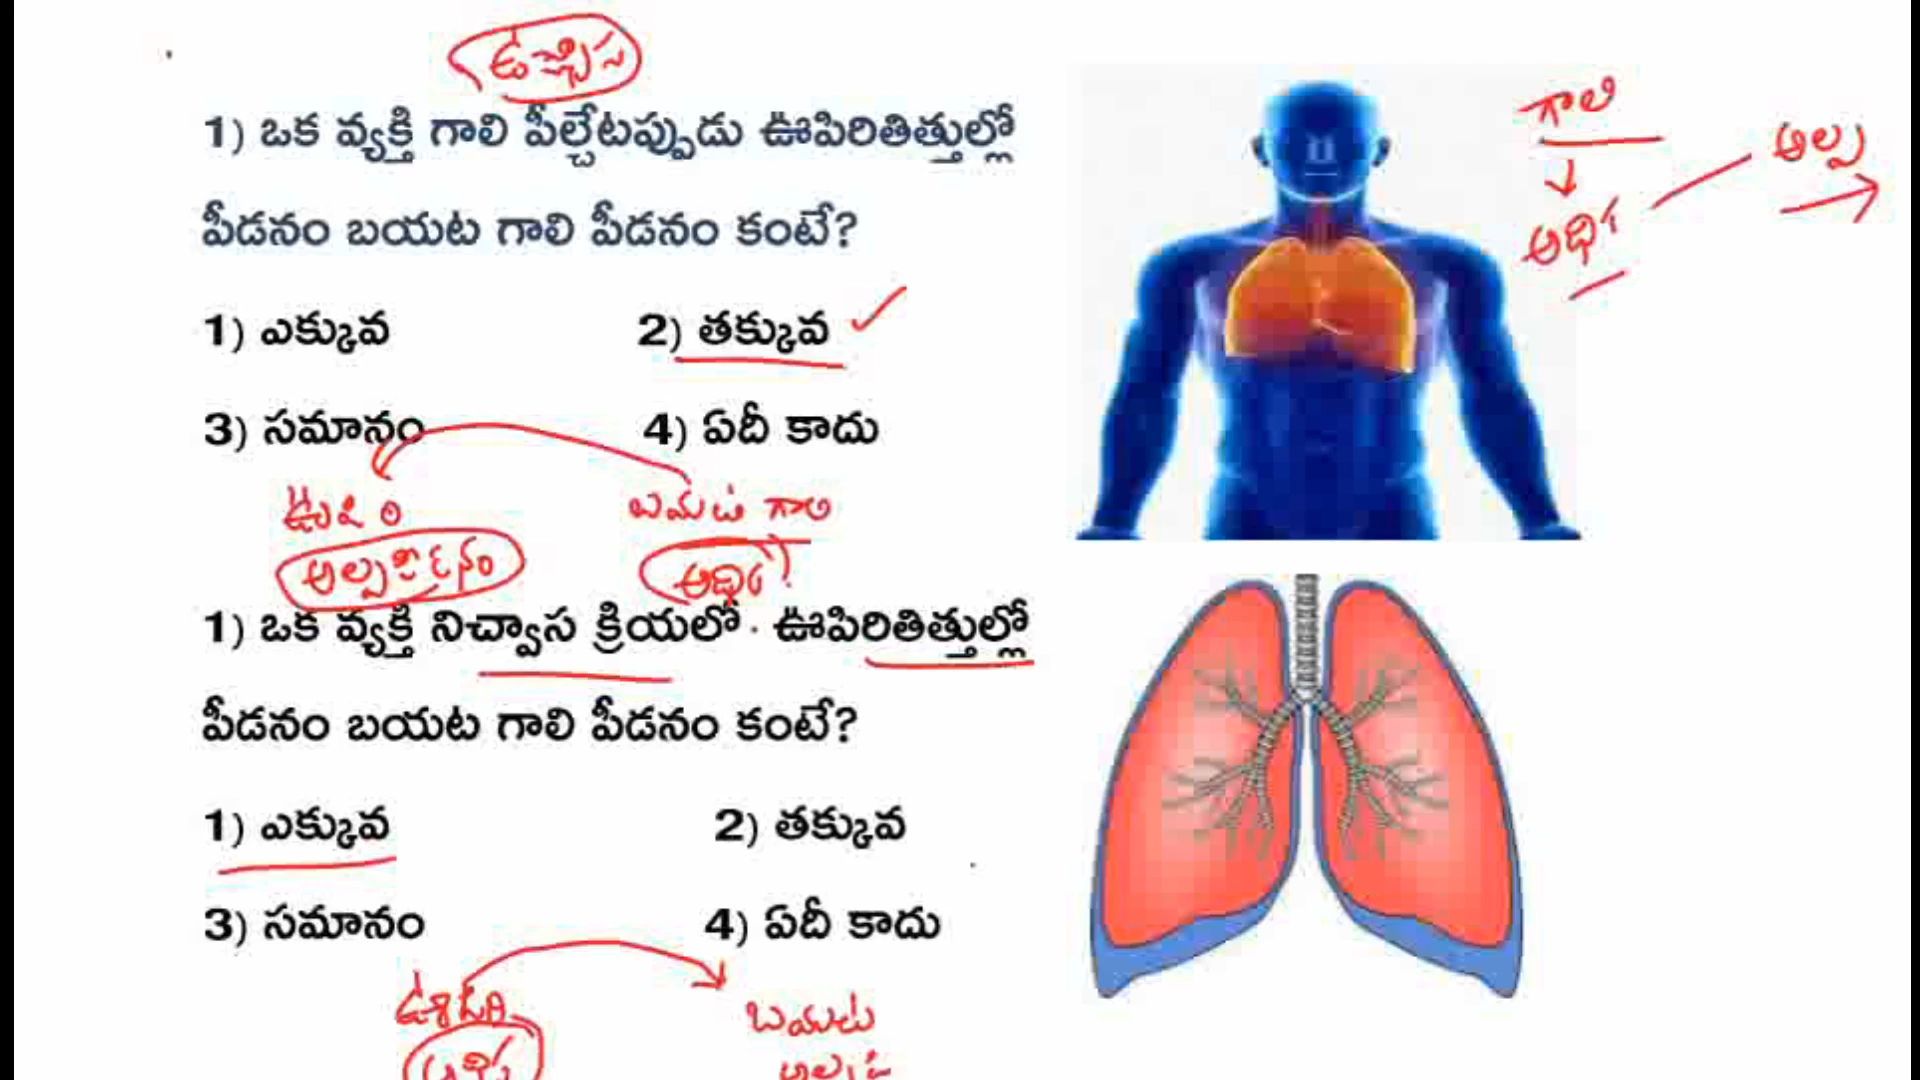 ఉచ్ఛ్వాస
1) ఒక వ్యక్తి గాలి పీల్చేటప్పుడు ఊపిరితిత్తుల్లో
పీడనం బయట గాలి పీడనం కంటే?
1) ఎక్కువ 2) తక్కువ
3) సమానం 4) ఏదీ కాదు
ఊపిరి బయట గాలి
అల్పపీడనం అధిక
1) ఒక వ్యక్తి నిచ్వాస క్రియలో ఊపిరితిత్తుల్లో
పీడనం బయట గాలి పీడనం కంటే?
1) ఎక్కువ 2) తక్కువ
3) సమానం 4) ఏదీ కాదు
బయట
గాలి
అధిక అల్ప